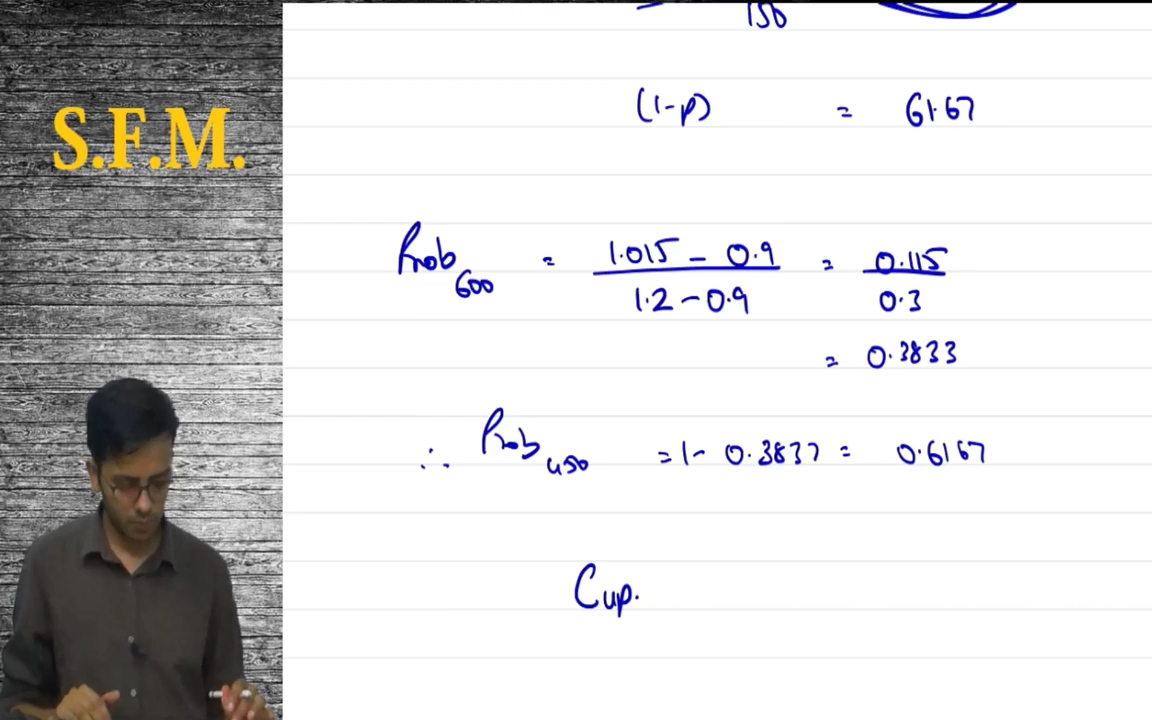 S.F.M.
150
(1-p) = 61.67
Prob600 = 1.015 - 0.9 / 1.2 - 0.9 = 0.115 / 0.3
= 0.3833
∴ Prob450 = 1 - 0.3833 = 0.6167
Cup.